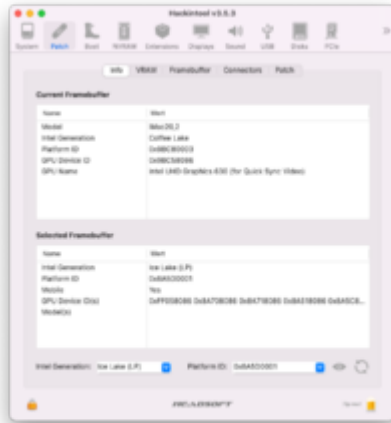 Hackintool v3.5.3
System Patch Boot NVRAM Extensions Displays Sound USB Disks PCIe
Info VRAM Framebuffer Connectors Patch
Current Framebuffer
Name Wert
Model iMac20,2
Intel Generation Coffee Lake
Platform ID
GPU Device ID
GPU Name Intel UHD Graphics 630 (for Quick Sync Video)
Selected Framebuffer
Name Wert
Intel Generation Ice Lake (LP)
Platform ID
Mobile Yes
GPU Device ID(s)
Model(s)
Intel Generation: Ice Lake (LP) Platform ID:
HEADSOFT